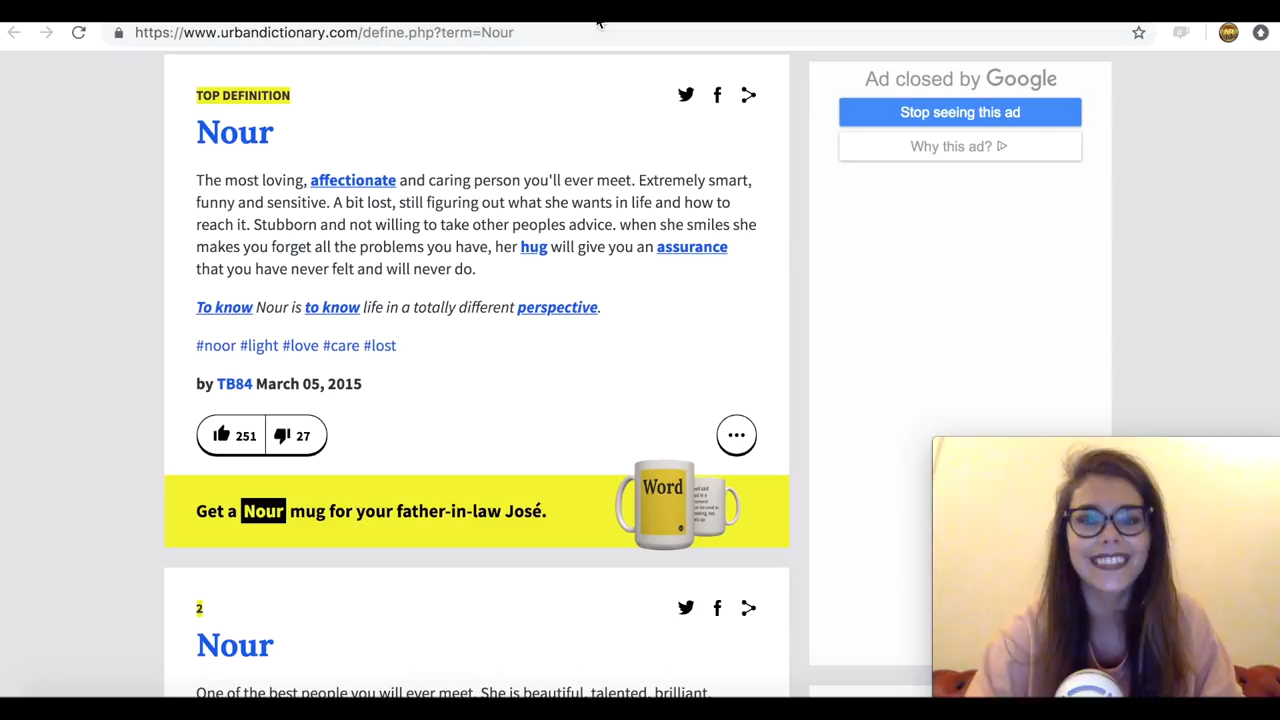 https://www.urbandictionary.com/define.php?term=Nour
TOP DEFINITION
Nour
The most loving, affectionate and caring person you'll ever meet. Extremely smart,
funny and sensitive. A bit lost, still figuring out what she wants in life and how to
reach it. Stubborn and not willing to take other peoples advice. when she smiles she
makes you forget all the problems you have, her hug will give you an assurance
that you have never felt and will never do.
To know Nour is to know life in a totally different perspective.
#noor #light #love #care #lost
by TB84 March 05, 2015
251
27
Get a Nour mug for your father-in-law José.
Word
2
Nour
One of the best people you will ever meet. She is beautiful, talented, brilliant,
Ad closed by Google
Stop seeing this ad
Why this ad?